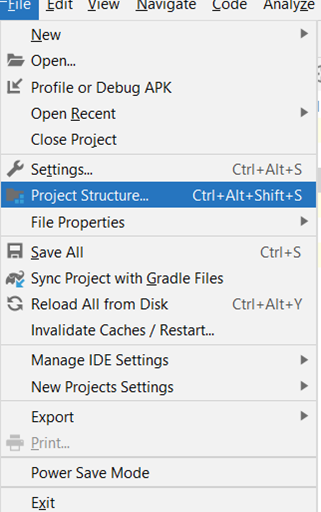 File Edit View Navigate Code Analyze
New
Open...
Profile or Debug APK
Open Recent
Close Project
Settings... Ctrl+Alt+S
Project Structure... Ctrl+Alt+Shift+S
File Properties
Save All Ctrl+S
Sync Project with Gradle Files
Reload All from Disk Ctrl+Alt+Y
Invalidate Caches / Restart...
Manage IDE Settings
New Projects Settings
Export
Print...
Power Save Mode
Exit